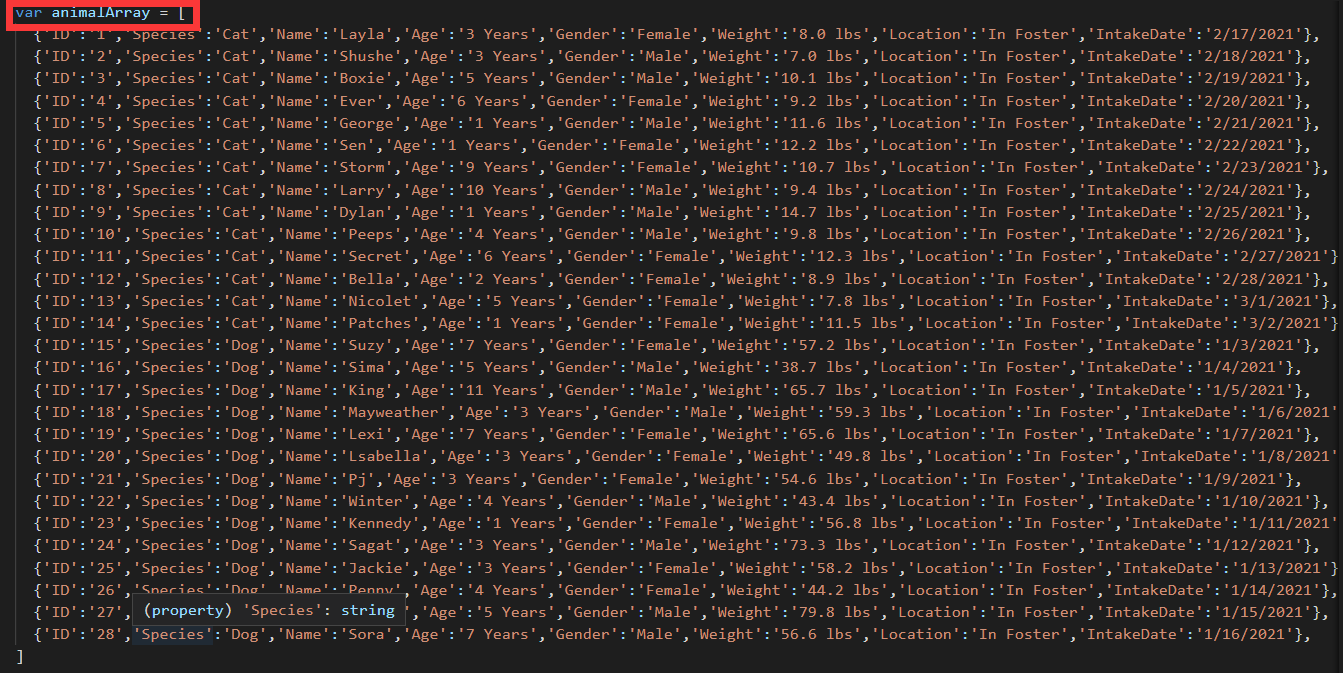 var animalArray = [
{'ID':'1','Species':'Cat','Name':'Layla','Age':'3 Years','Gender':'Female','Weight':'8.0 lbs','Location':'In Foster','IntakeDate':'2/17/2021'},
{'ID':'2','Species':'Cat','Name':'Shushe','Age':'3 Years','Gender':'Female','Weight':'7.0 lbs','Location':'In Foster','IntakeDate':'2/18/2021'},
{'ID':'3','Species':'Cat','Name':'Boxie','Age':'5 Years','Gender':'Male','Weight':'10.1 lbs','Location':'In Foster','IntakeDate':'2/19/2021'},
{'ID':'4','Species':'Cat','Name':'Ever','Age':'6 Years','Gender':'Female','Weight':'9.2 lbs','Location':'In Foster','IntakeDate':'2/20/2021'},
{'ID':'5','Species':'Cat','Name':'George','Age':'1 Years','Gender':'Male','Weight':'11.6 lbs','Location':'In Foster','IntakeDate':'2/21/2021'},
{'ID':'6','Species':'Cat','Name':'Sen','Age':'1 Years','Gender':'Female','Weight':'12.2 lbs','Location':'In Foster','IntakeDate':'2/22/2021'},
{'ID':'7','Species':'Cat','Name':'Storm','Age':'9 Years','Gender':'Female','Weight':'10.7 lbs','Location':'In Foster','IntakeDate':'2/23/2021'},
{'ID':'8','Species':'Cat','Name':'Larry','Age':'10 Years','Gender':'Male','Weight':'9.4 lbs','Location':'In Foster','IntakeDate':'2/24/2021'},
{'ID':'9','Species':'Cat','Name':'Dylan','Age':'1 Years','Gender':'Male','Weight':'14.7 lbs','Location':'In Foster','IntakeDate':'2/25/2021'},
{'ID':'10','Species':'Cat','Name':'Peeps','Age':'4 Years','Gender':'Male','Weight':'9.8 lbs','Location':'In Foster','IntakeDate':'2/26/2021'},
{'ID':'11','Species':'Cat','Name':'Secret','Age':'6 Years','Gender':'Female','Weight':'12.3 lbs','Location':'In Foster','IntakeDate':'2/27/2021'}
{'ID':'12','Species':'Cat','Name':'Bella','Age':'2 Years','Gender':'Female','Weight':'8.9 lbs','Location':'In Foster','IntakeDate':'2/28/2021'},
{'ID':'13','Species':'Cat','Name':'Nicolet','Age':'5 Years','Gender':'Female','Weight':'7.8 lbs','Location':'In Foster','IntakeDate':'3/1/2021'},
{'ID':'14','Species':'Cat','Name':'Patches','Age':'1 Years','Gender':'Female','Weight':'11.5 lbs','Location':'In Foster','IntakeDate':'3/2/2021'}
{'ID':'15','Species':'Dog','Name':'Suzy','Age':'7 Years','Gender':'Female','Weight':'57.2 lbs','Location':'In Foster','IntakeDate':'1/3/2021'},
{'ID':'16','Species':'Dog','Name':'Sima','Age':'5 Years','Gender':'Male','Weight':'38.7 lbs','Location':'In Foster','IntakeDate':'1/4/2021'},
{'ID':'17','Species':'Dog','Name':'King','Age':'11 Years','Gender':'Male','Weight':'65.7 lbs','Location':'In Foster','IntakeDate':'1/5/2021'},
{'ID':'18','Species':'Dog','Name':'Mayweather','Age':'3 Years','Gender':'Male','Weight':'59.3 lbs','Location':'In Foster','IntakeDate':'1/6/2021'
{'ID':'19','Species':'Dog','Name':'Lexi','Age':'7 Years','Gender':'Female','Weight':'65.6 lbs','Location':'In Foster','IntakeDate':'1/7/2021'},
{'ID':'20','Species':'Dog','Name':'Lsabella','Age':'3 Years','Gender':'Female','Weight':'49.8 lbs','Location':'In Foster','IntakeDate':'1/8/2021'
{'ID':'21','Species':'Dog','Name':'Pj','Age':'3 Years','Gender':'Female','Weight':'54.6 lbs','Location':'In Foster','IntakeDate':'1/9/2021'},
{'ID':'22','Species':'Dog','Name':'Winter','Age':'4 Years','Gender':'Male','Weight':'43.4 lbs','Location':'In Foster','IntakeDate':'1/10/2021'},
{'ID':'23','Species':'Dog','Name':'Kennedy','Age':'1 Years','Gender':'Female','Weight':'56.8 lbs','Location':'In Foster','IntakeDate':'1/11/2021'
{'ID':'24','Species':'Dog','Name':'Sagat','Age':'3 Years','Gender':'Male','Weight':'73.3 lbs','Location':'In Foster','IntakeDate':'1/12/2021'},
{'ID':'25','Species':'Dog','Name':'Jackie','Age':'3 Years','Gender':'Female','Weight':'58.2 lbs','Location':'In Foster','IntakeDate':'1/13/2021'}
{'ID':'26','Species':'Dog','Name':'Penny','Age':'4 Years','Gender':'Female','Weight':'44.2 lbs','Location':'In Foster','IntakeDate':'1/14/2021'},
{'ID':'27', (property) 'Species': string ','Age':'5 Years','Gender':'Male','Weight':'79.8 lbs','Location':'In Foster','IntakeDate':'1/15/2021'},
{'ID':'28','Species':'Dog','Name':'Sora','Age':'7 Years','Gender':'Male','Weight':'56.6 lbs','Location':'In Foster','IntakeDate':'1/16/2021'},
]